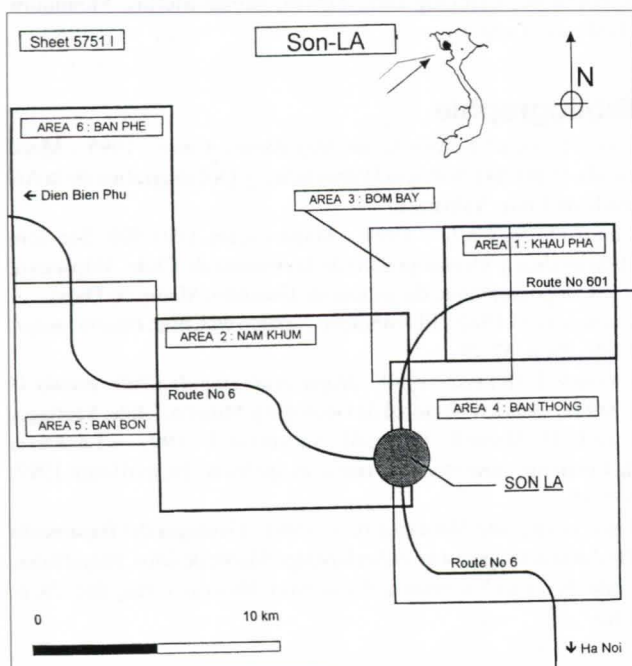 Sheet 5751 I
Son-LA
N
AREA 6 : BAN PHE
← Dien Bien Phu
AREA 3 : BOM BAY
AREA 1 : KHAU PHA
Route No 601
AREA 2 : NAM KHUM
Route No 6
AREA 4 : BAN THONG
AREA 5 : BAN BON
SON LA
Route No 6
0 10 km
↓ Ha Noi